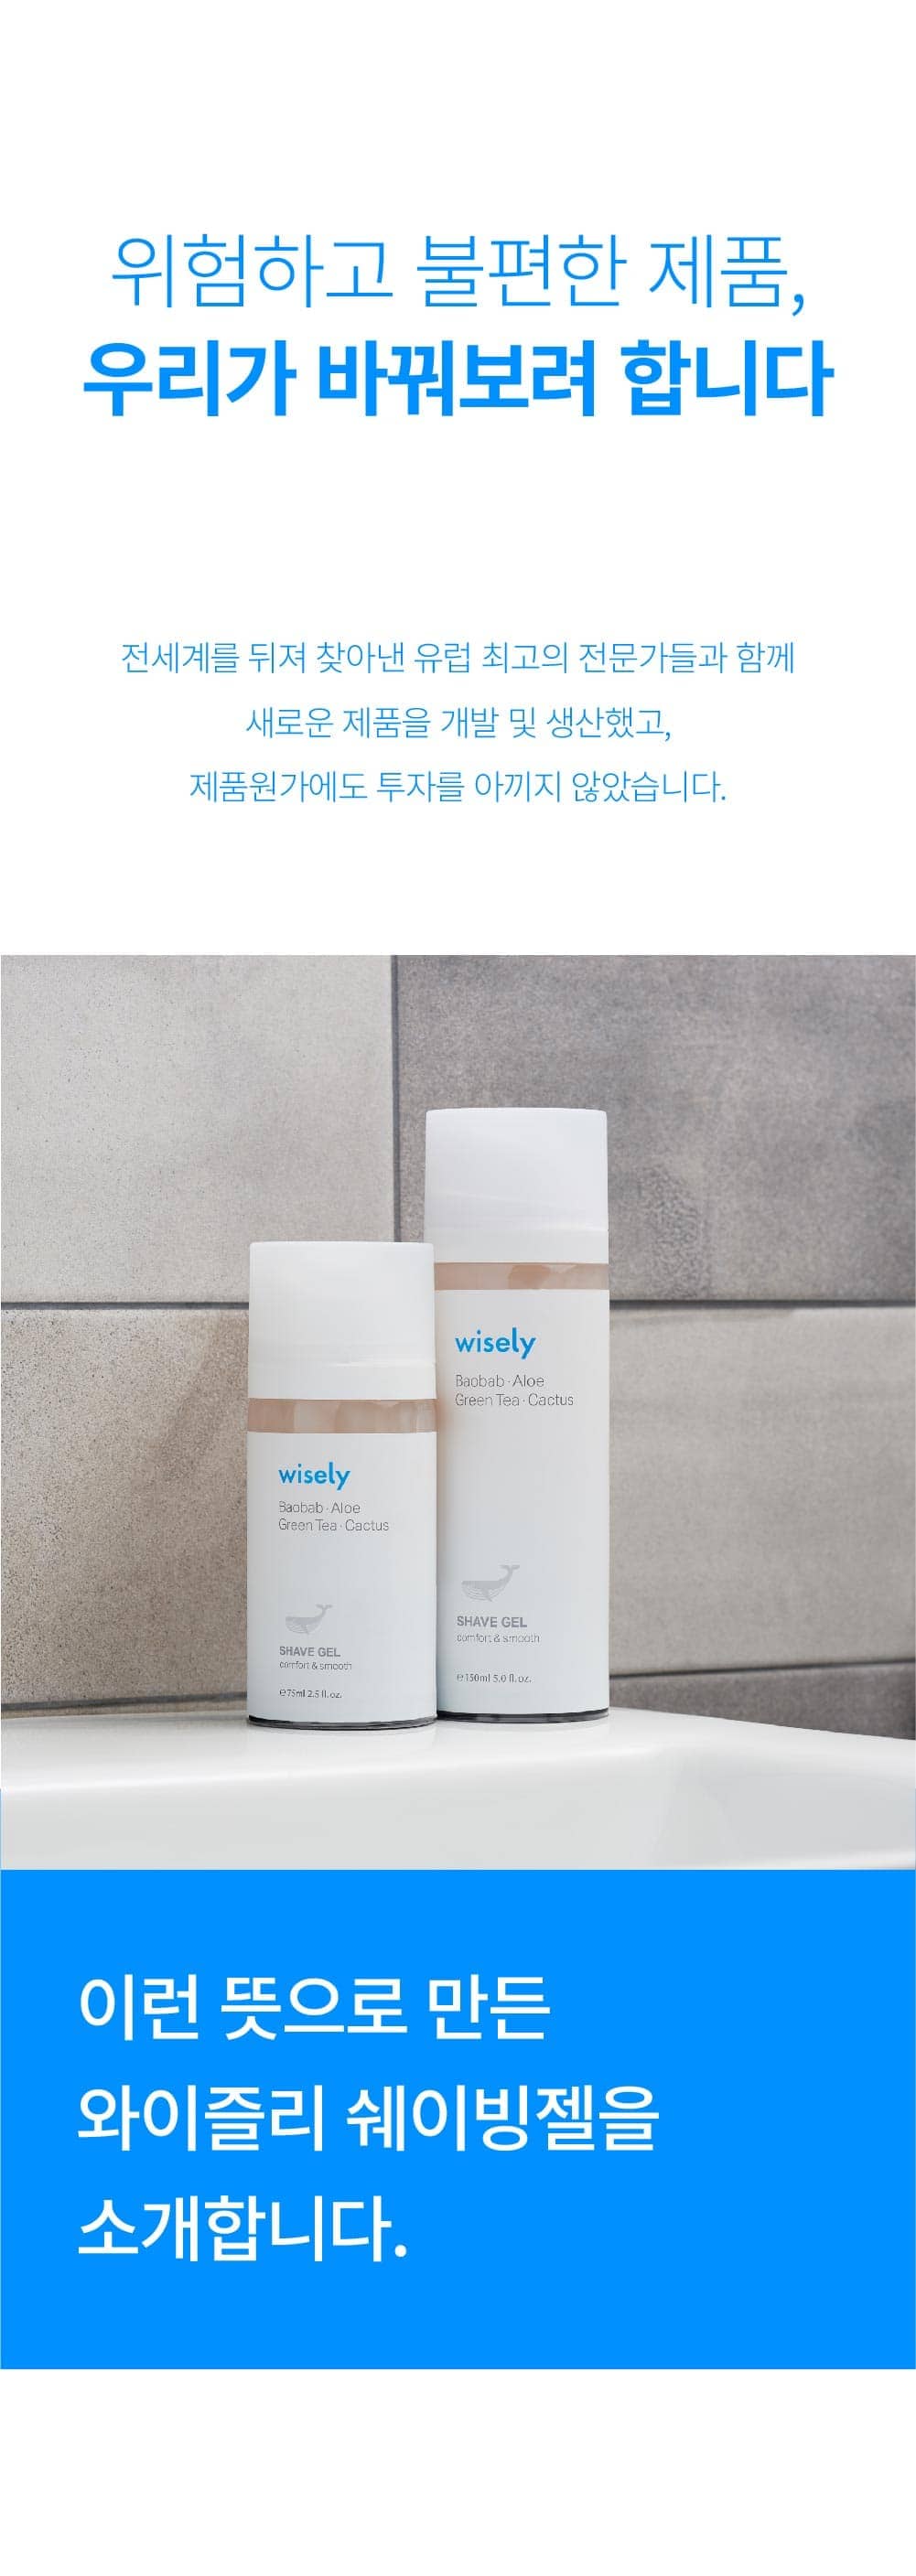 위험하고 불편한 제품,
우리가 바꿔보려 합니다
전세계를 뒤져 찾아낸 유럽 최고의 전문가들과 함께
새로운 제품을 개발 및 생산했고,
제품원가에도 투자를 아끼지 않았습니다.
wisely
Baobab · Aloe
Green Tea · Cactus
SHAVE GEL
comfort & smooth
℮75ml 2.5 fl. oz.
wisely
Baobab · Aloe
Green Tea · Cactus
SHAVE GEL
comfort & smooth
℮150ml 5.0 fl. oz.
이런 뜻으로 만든
와이즐리 쉐이빙젤을
소개합니다.